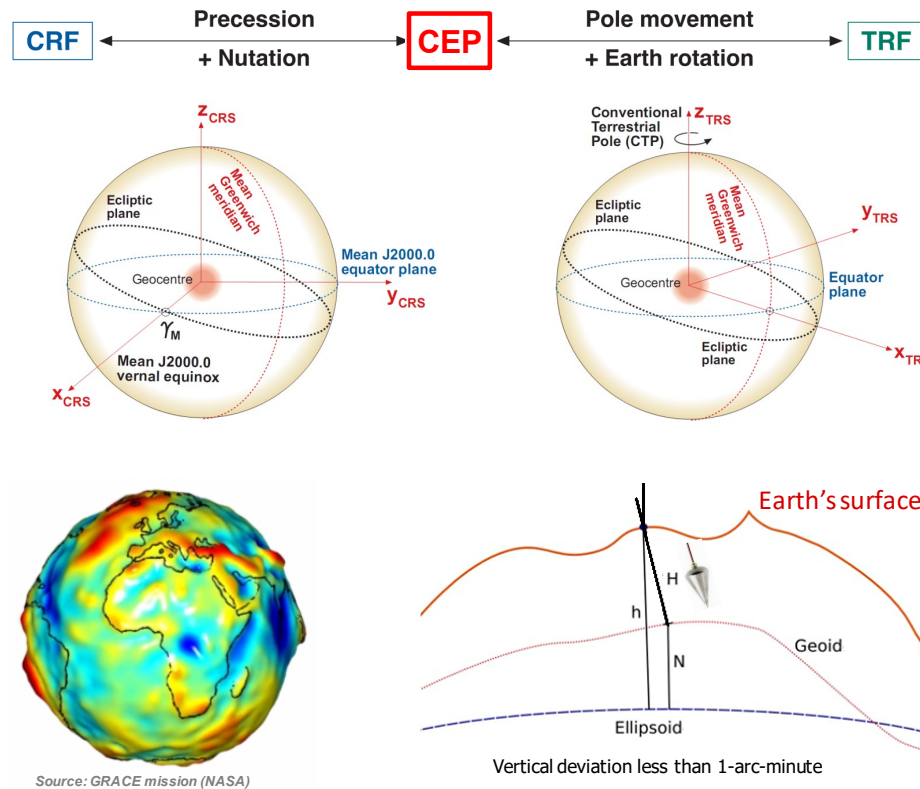 Precession
Pole movement
CRF
CEP
TRF
+ Nutation
+ Earth rotation
zCRS
Mean
Greenwich
meridian
Ecliptic
plane
Mean J2000.0
equator plane
Geocentre
yCRS
γM
Mean J2000.0
vernal equinox
xCRS
Conventional
Terrestrial
Pole (CTP)
zTRS
Mean
Greenwich
meridian
Ecliptic
plane
yTRS
Geocentre
Equator
plane
Ecliptic
plane
xTR
Source: GRACE mission (NASA)
Earth's surface
H
h
Geoid
N
Ellipsoid
Vertical deviation less than 1-arc-minute